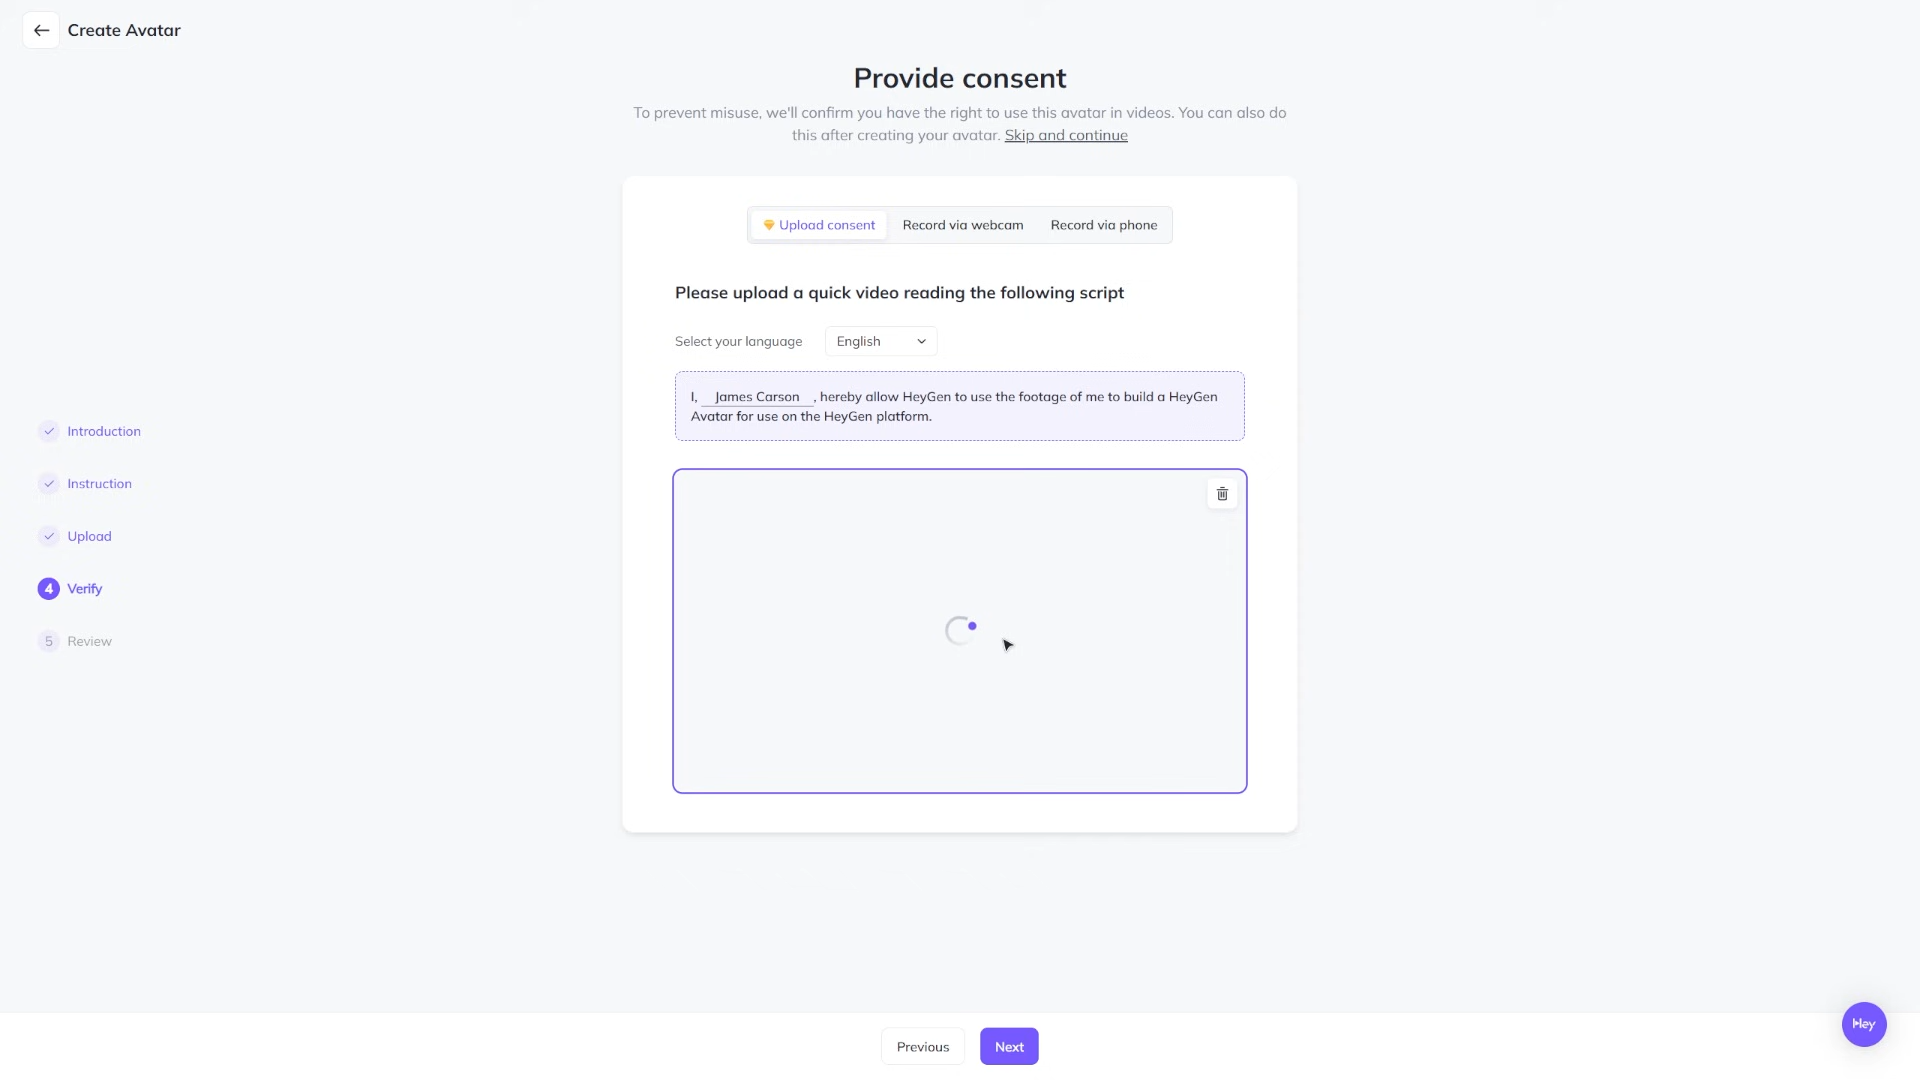 Create Avatar
Provide consent
To prevent misuse, we'll confirm you have the right to use this avatar in videos. You can also do
this after creating your avatar. Skip and continue
Upload consent
Record via webcam
Record via phone
Please upload a quick video reading the following script
Select your language
English
I, James Carson , hereby allow HeyGen to use the footage of me to build a HeyGen
Avatar for use on the HeyGen platform.
Introduction
Instruction
Upload
4 Verify
5 Review
Previous
Next
Hey